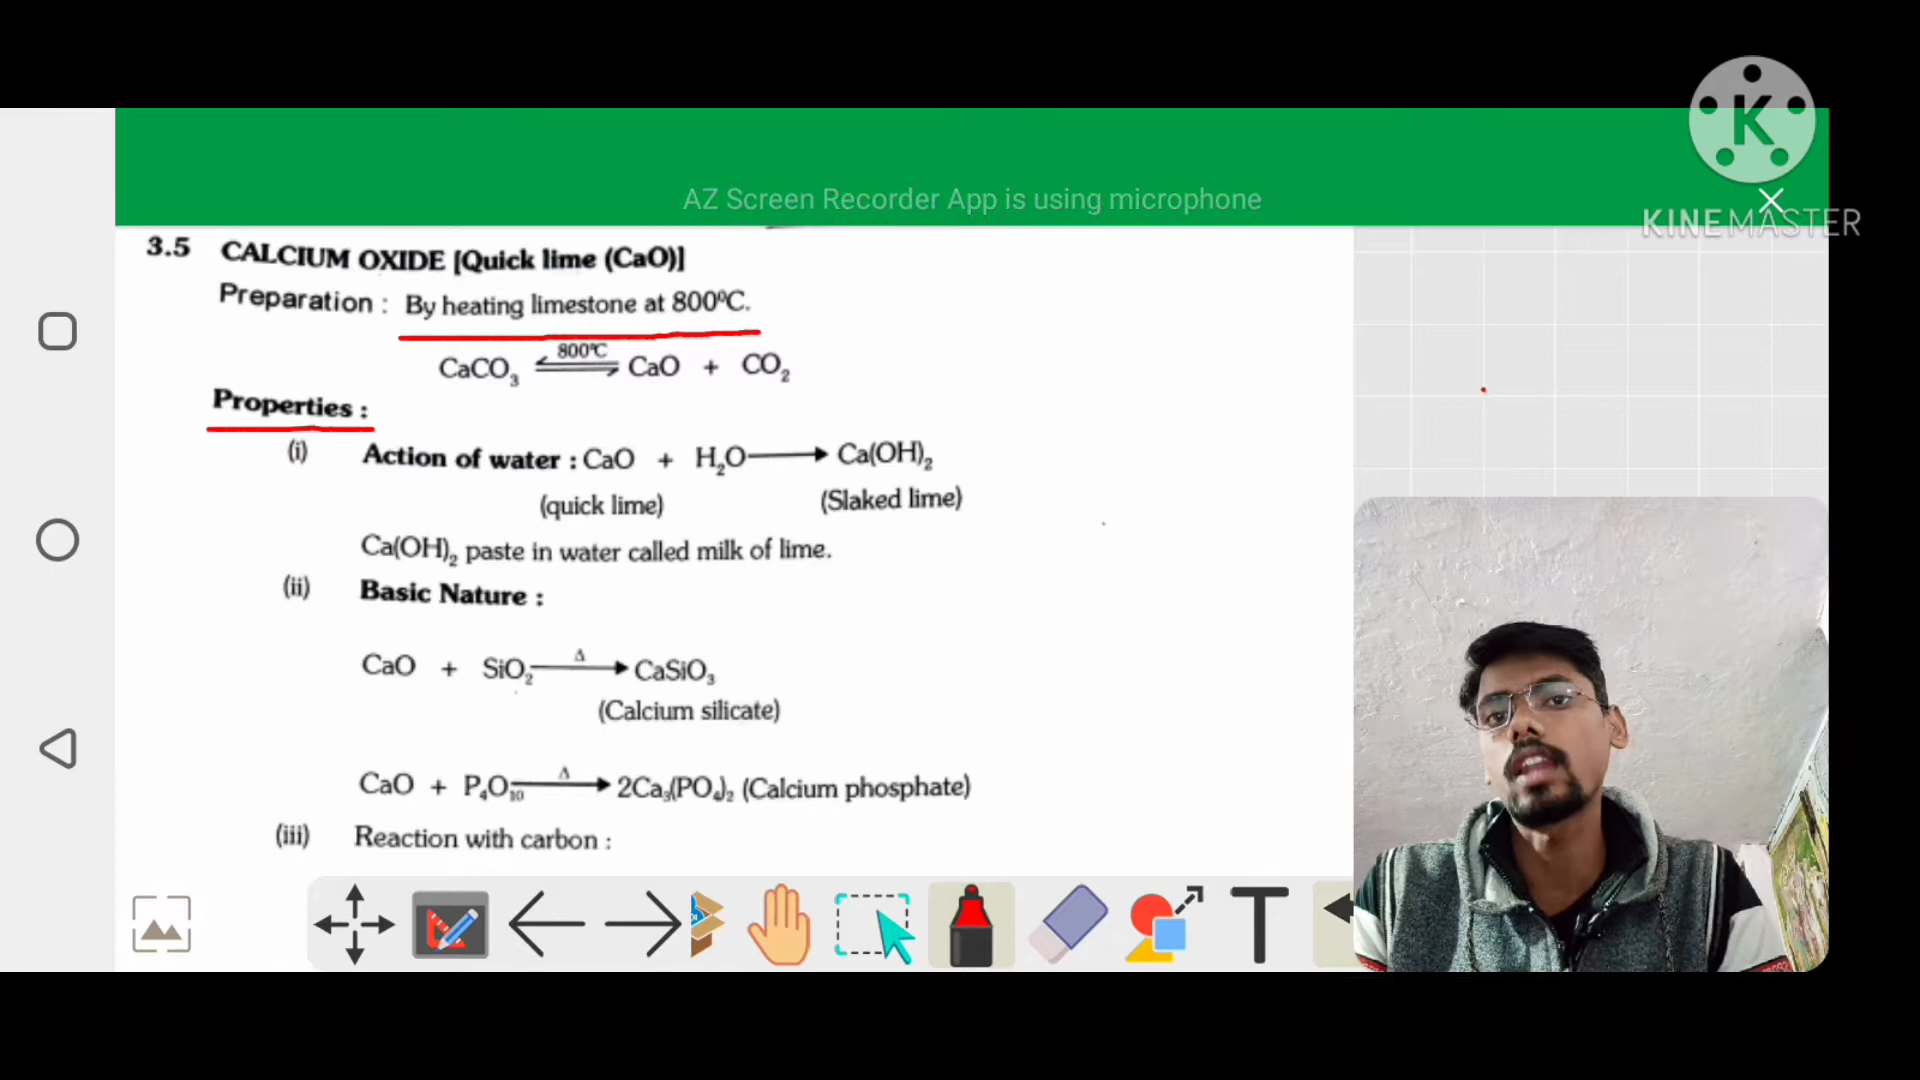 K
AZ Screen Recorder App is using microphone
KINEMASTER
3.5 CALCIUM OXIDE [Quick lime (CaO)]
Preparation : By heating limestone at 800⁰C.
CaCO₃ ⇌ 800°C CaO + CO₂
Properties :
(i) Action of water : CaO + H₂O ⟶ Ca(OH)₂
(quick lime) (Slaked lime)
Ca(OH)₂ paste in water called milk of lime.
(ii) Basic Nature :
CaO + SiO₂ Δ⟶ CaSiO₃
(Calcium silicate)
CaO + P₄O₁₀ Δ⟶ 2Ca₃(PO₄)₂ (Calcium phosphate)
(iii) Reaction with carbon :
T